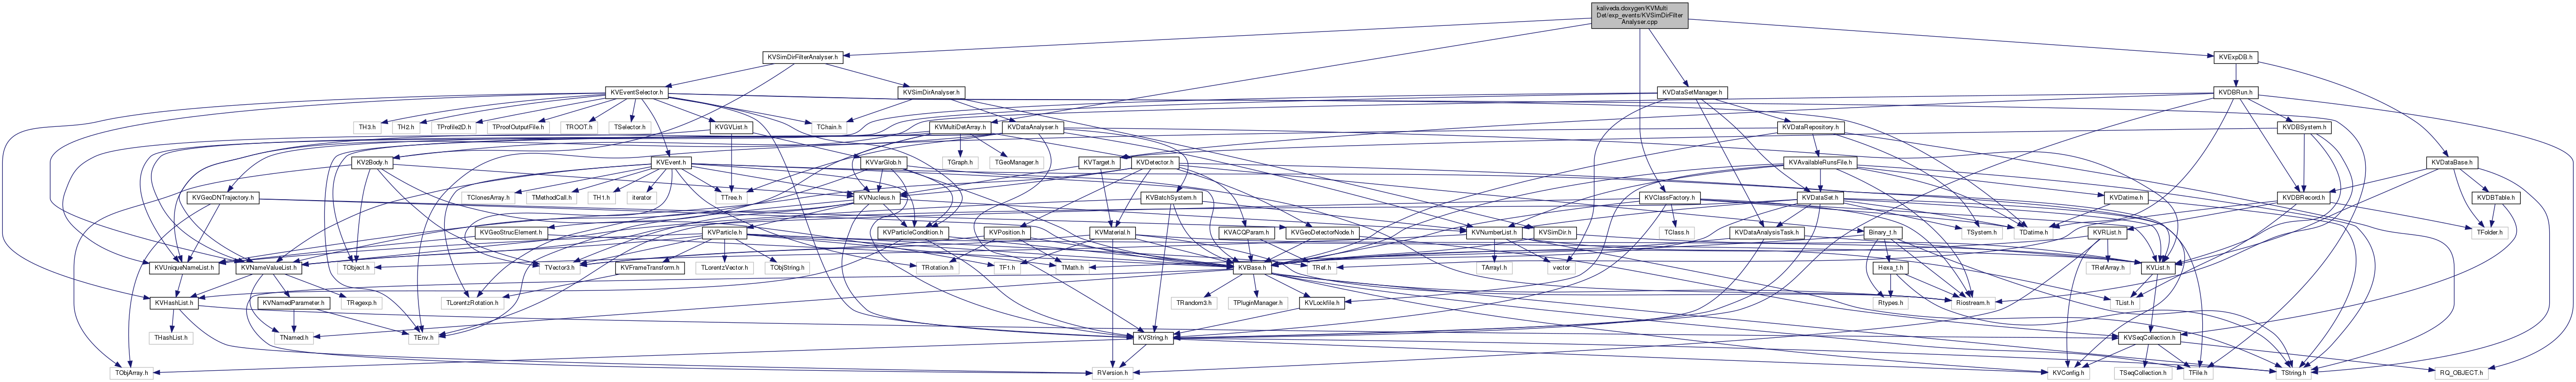 kaliveda.doxygen/KVMulti
Det/exp_events/KVSimDirFilter
Analyser.cpp
KVSimDirFilterAnalyser.h
KVExpDB.h
KVEventSelector.h
KVSimDirAnalyser.h
KVDataSetManager.h
KVDBRun.h
TH3.h
TH2.h
TProfile2D.h
TProofOutputFile.h
TROOT.h
TSelector.h
KVGVList.h
TChain.h
KVMultiDetArray.h
KVDataAnalyser.h
KVDataRepository.h
KVDBSystem.h
KV2Body.h
KVEvent.h
KVVarGlob.h
TGraph.h
TGeoManager.h
KVTarget.h
KVDetector.h
KVAvailableRunsFile.h
KVDataBase.h
KVGeoDNTrajectory.h
TClonesArray.h
TMethodCall.h
TH1.h
iterator
TTree.h
KVNucleus.h
KVBatchSystem.h
KVClassFactory.h
KVDataSet.h
KVDatime.h
KVDBRecord.h
KVDBTable.h
KVGeoStrucElement.h
KVParticle.h
KVParticleCondition.h
KVPosition.h
KVMaterial.h
KVACQParam.h
KVGeoDetectorNode.h
KVNumberList.h
KVSimDir.h
TClass.h
KVDataAnalysisTask.h
Binary_t.h
TSystem.h
TDatime.h
KVRList.h
TFolder.h
KVUniqueNameList.h
KVNameValueList.h
TObject.h
TVector3.h
KVFrameTransform.h
TLorentzVector.h
TObjString.h
TRotation.h
TF1.h
TMath.h
KVBase.h
TRef.h
TArrayI.h
vector
Hexa_t.h
TRefArray.h
KVList.h
KVHashList.h
KVNamedParameter.h
TRegexp.h
TLorentzRotation.h
TRandom3.h
TPluginManager.h
KVLockfile.h
Rtypes.h
Riostream.h
TList.h
THashList.h
TNamed.h
TEnv.h
KVString.h
KVSeqCollection.h
TObjArray.h
RVersion.h
KVConfig.h
TSeqCollection.h
TFile.h
TString.h
RQ_OBJECT.h